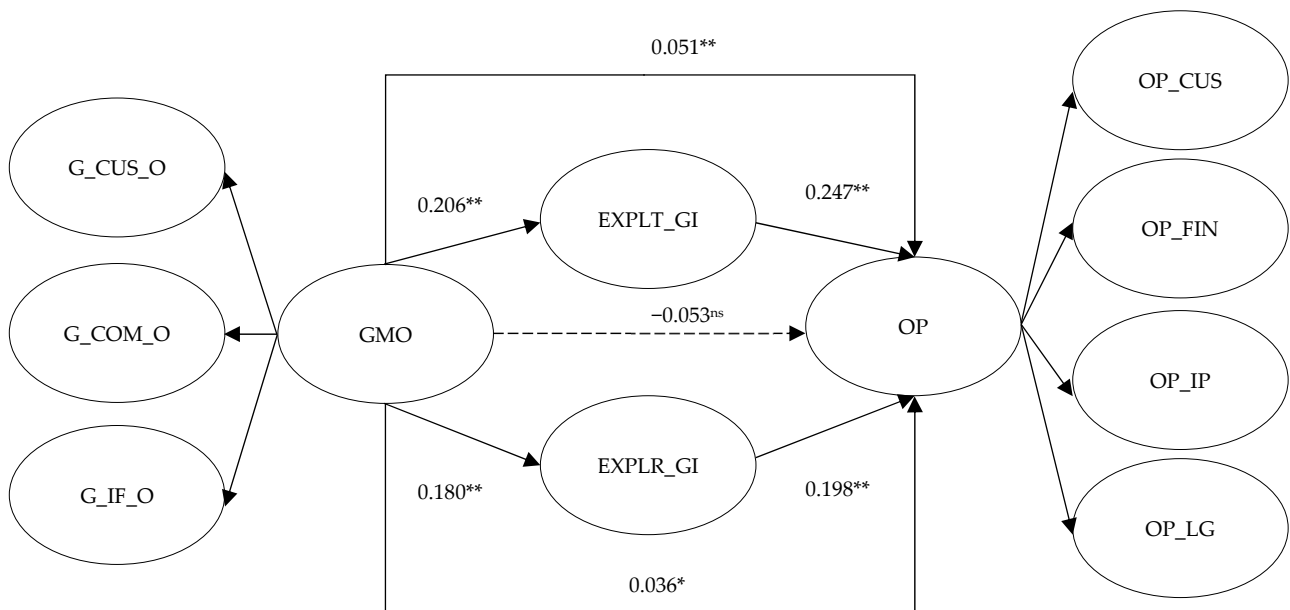 0.051**
OP_CUS
G_CUS_O
0.206**
EXPLT_GI
0.247**
OP_FIN
G_COM_O
GMO
−0.053ⁿˢ
OP
OP_IP
G_IF_O
0.180**
EXPLR_GI
0.198**
OP_LG
0.036*